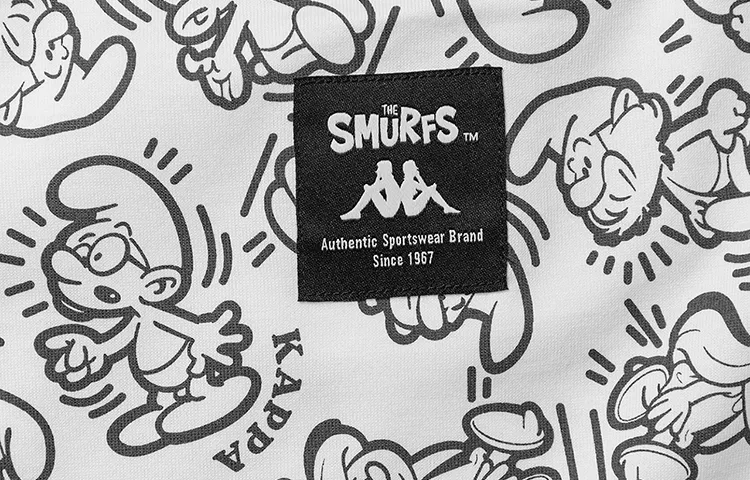 THE
SMURFS TM
Authentic Sportswear Brand
Since 1967
KAPPA